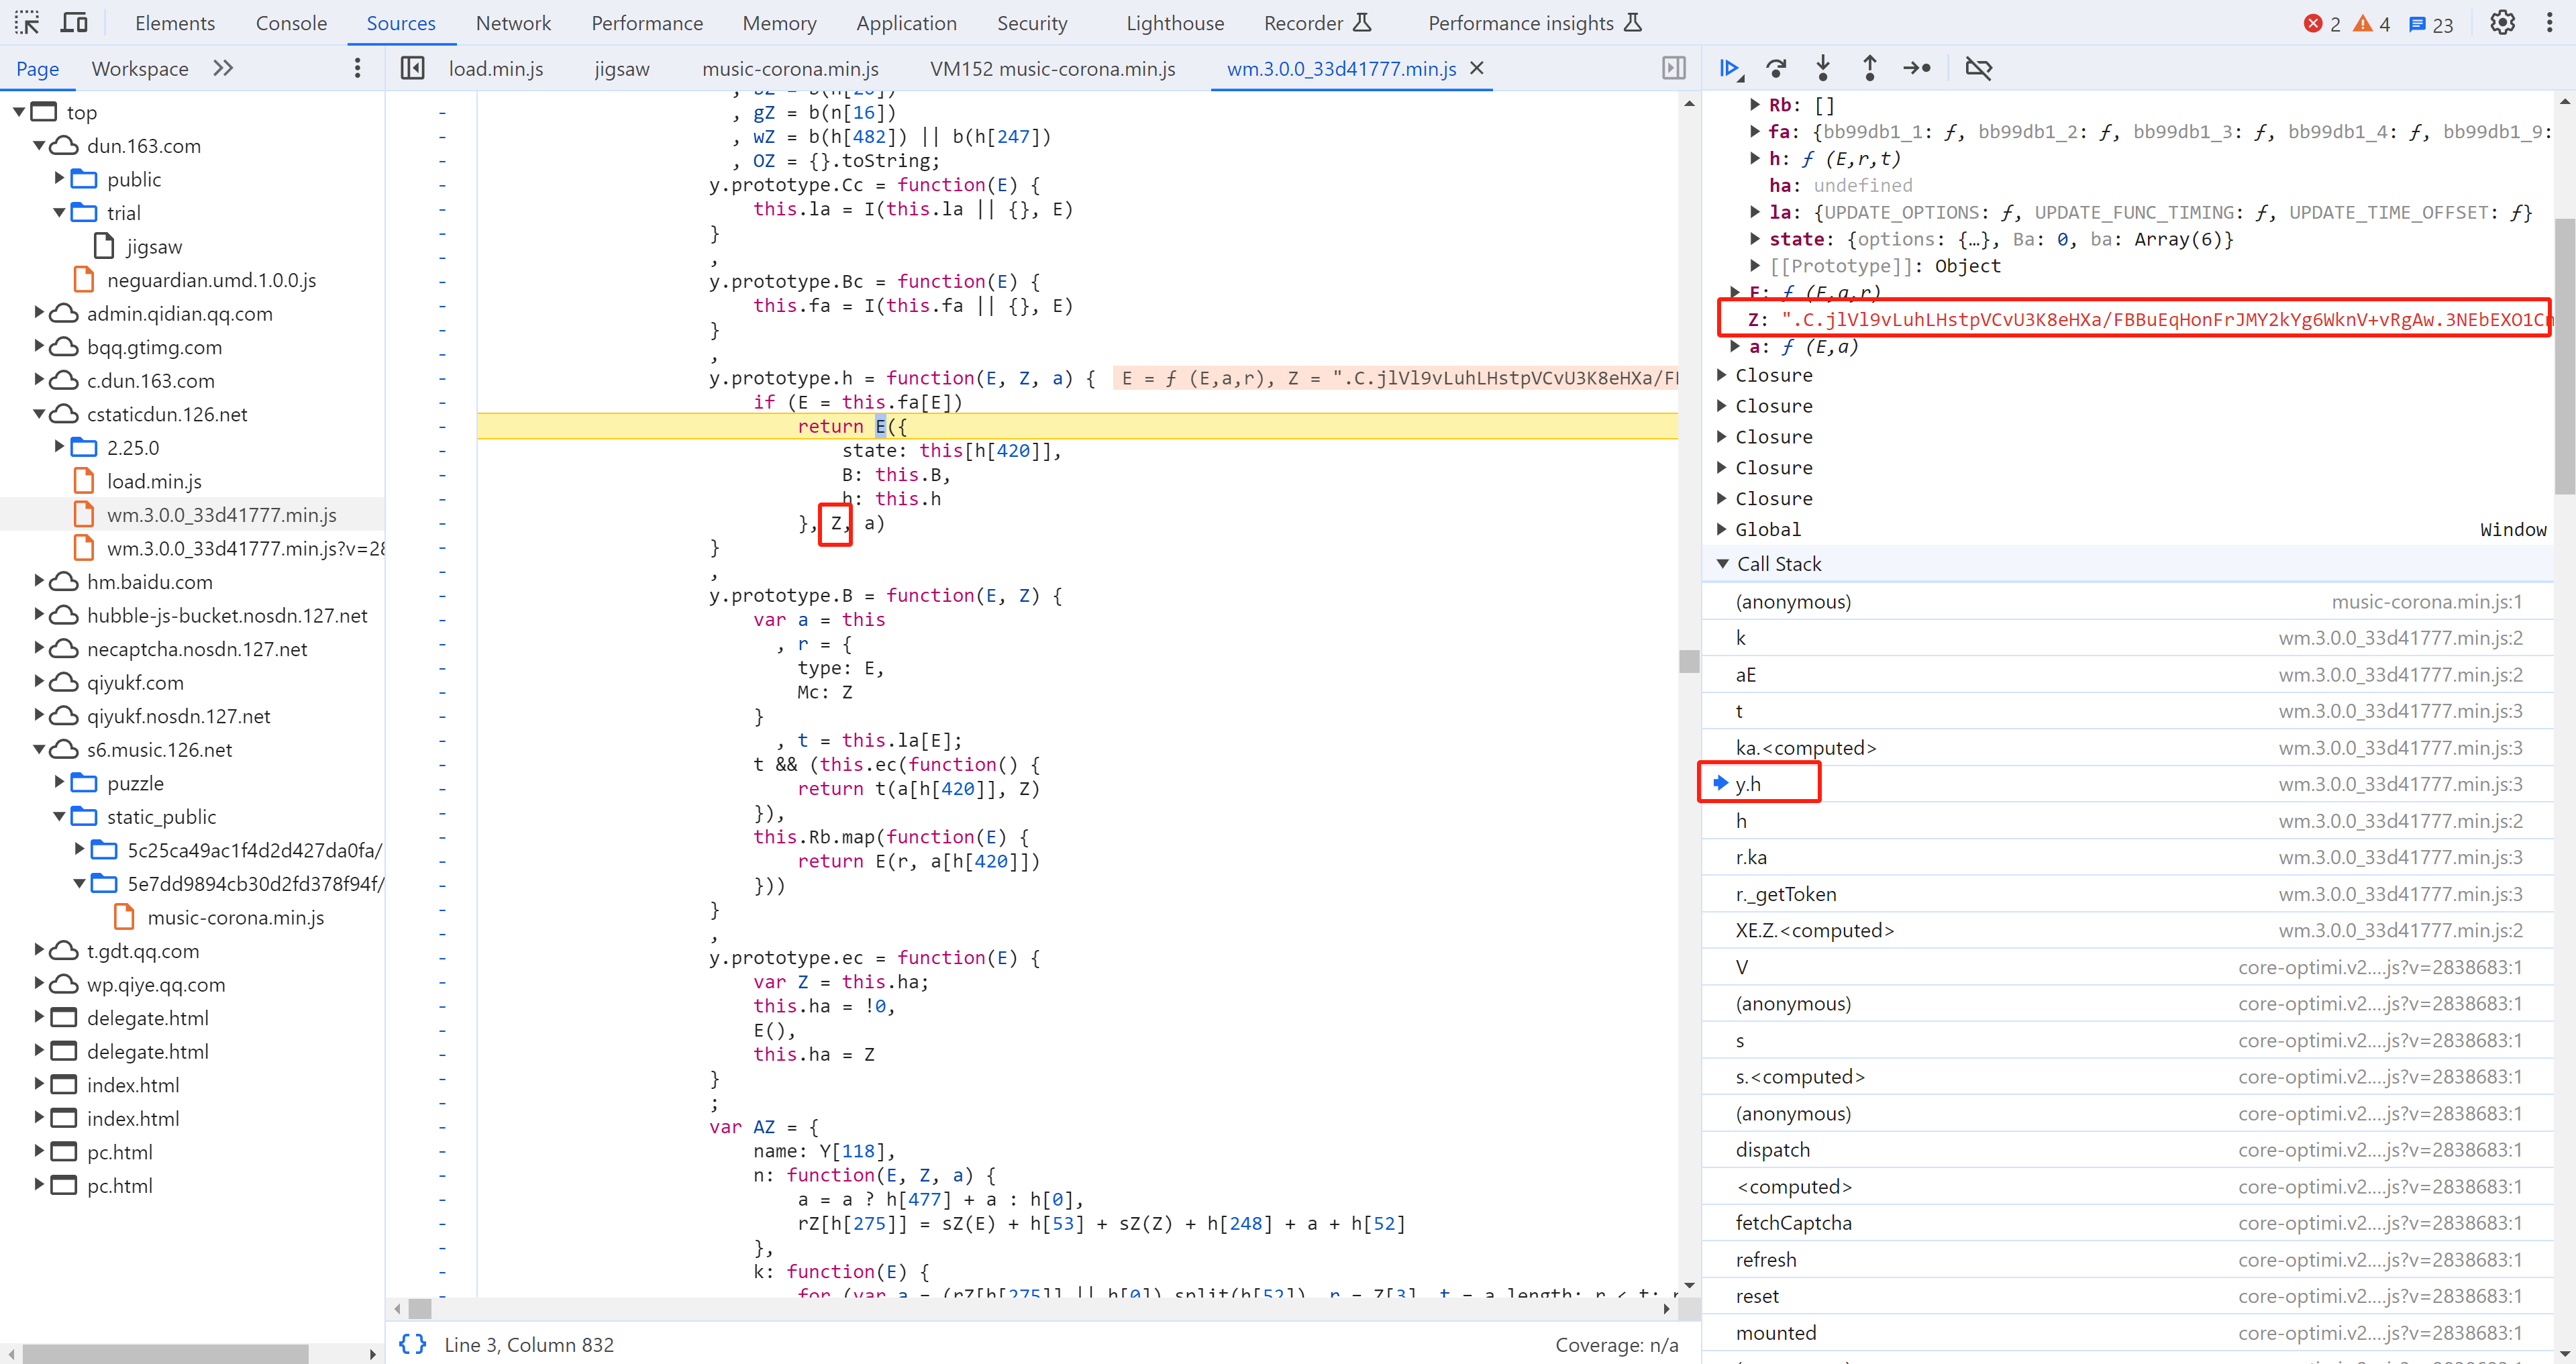 Elements Console Sources Network Performance Memory Application Security Lighthouse Recorder Performance insights 2 4 23
Page Workspace
load.min.js jigsaw music-corona.min.js VM152 music-corona.min.js wm.3.0.0_33d41777.min.js
top
dun.163.com
public
trial
jigsaw
neguardian.umd.1.0.0.js
admin.qidian.qq.com
bqq.gtimg.com
c.dun.163.com
cstaticdun.126.net
2.25.0
load.min.js
wm.3.0.0_33d41777.min.js
wm.3.0.0_33d41777.min.js?v=28
hm.baidu.com
hubble-js-bucket.nosdn.127.net
necaptcha.nosdn.127.net
qiyukf.com
qiyukf.nosdn.127.net
s6.music.126.net
puzzle
static_public
5c25ca49ac1f4d2d427da0fa/
5e7dd9894cb30d2fd378f94f/
music-corona.min.js
t.gdt.qq.com
wp.qiye.qq.com
delegate.html
delegate.html
index.html
index.html
pc.html
pc.html
, gZ = b(n[16])
, wZ = b(h[482]) || b(h[247])
, OZ = {}.toString;
y.prototype.Cc = function(E) {
this.la = I(this.la || {}, E)
}
,
y.prototype.Bc = function(E) {
this.fa = I(this.fa || {}, E)
}
,
y.prototype.h = function(E, Z, a) { E = ƒ (E,a,r), Z = ".C.jlVl9vLuhLHstpVCvU3K8eHXa/F
if (E = this.fa[E])
return E({
state: this[h[420]],
B: this.B,
h: this.h
}, Z, a)
}
,
y.prototype.B = function(E, Z) {
var a = this
, r = {
type: E,
Mc: Z
}
, t = this.la[E];
t && (this.ec(function() {
return t(a[h[420]], Z)
}),
this.Rb.map(function(E) {
return E(r, a[h[420]])
}))
}
,
y.prototype.ec = function(E) {
var Z = this.ha;
this.ha = !0,
E(),
this.ha = Z
}
;
var AZ = {
name: Y[118],
n: function(E, Z, a) {
a = a ? h[477] + a : h[0],
rZ[h[275]] = sZ(E) + h[53] + sZ(Z) + h[248] + a + h[52]
},
k: function(E) {
for (var a = (rZ[h[275]] || h[0]).split(h[52]), r = Z[3], t = a.length; r < t;
Line 3, Column 832 Coverage: n/a
Rb: []
fa: {bb99db1_1: ƒ, bb99db1_2: ƒ, bb99db1_3: ƒ, bb99db1_4: ƒ, bb99db1_9:
h: ƒ (E,r,t)
ha: undefined
la: {UPDATE_OPTIONS: ƒ, UPDATE_FUNC_TIMING: ƒ, UPDATE_TIME_OFFSET: ƒ}
state: {options: {…}, Ba: 0, ba: Array(6)}
[[Prototype]]: Object
E: ƒ (E,a,r)
Z: ".C.jlVl9vLuhLHstpVCvU3K8eHXa/FBBuEqHonFrJMY2kYg6WknV+vRgAw.3NEbEXO1Cn
a: ƒ (E,a)
Closure
Closure
Closure
Closure
Closure
Global Window
Call Stack
(anonymous) music-corona.min.js:1
k wm.3.0.0_33d41777.min.js:2
aE wm.3.0.0_33d41777.min.js:2
t wm.3.0.0_33d41777.min.js:3
ka.<computed> wm.3.0.0_33d41777.min.js:3
y.h wm.3.0.0_33d41777.min.js:3
h wm.3.0.0_33d41777.min.js:2
r.ka wm.3.0.0_33d41777.min.js:3
r._getToken wm.3.0.0_33d41777.min.js:3
XE.Z.<computed> wm.3.0.0_33d41777.min.js:2
V core-optimi.v2....js?v=2838683:1
(anonymous) core-optimi.v2....js?v=2838683:1
s core-optimi.v2....js?v=2838683:1
s.<computed> core-optimi.v2....js?v=2838683:1
(anonymous) core-optimi.v2....js?v=2838683:1
dispatch core-optimi.v2....js?v=2838683:1
<computed> core-optimi.v2....js?v=2838683:1
fetchCaptcha core-optimi.v2....js?v=2838683:1
refresh core-optimi.v2....js?v=2838683:1
reset core-optimi.v2....js?v=2838683:1
mounted core-optimi.v2....js?v=2838683:1